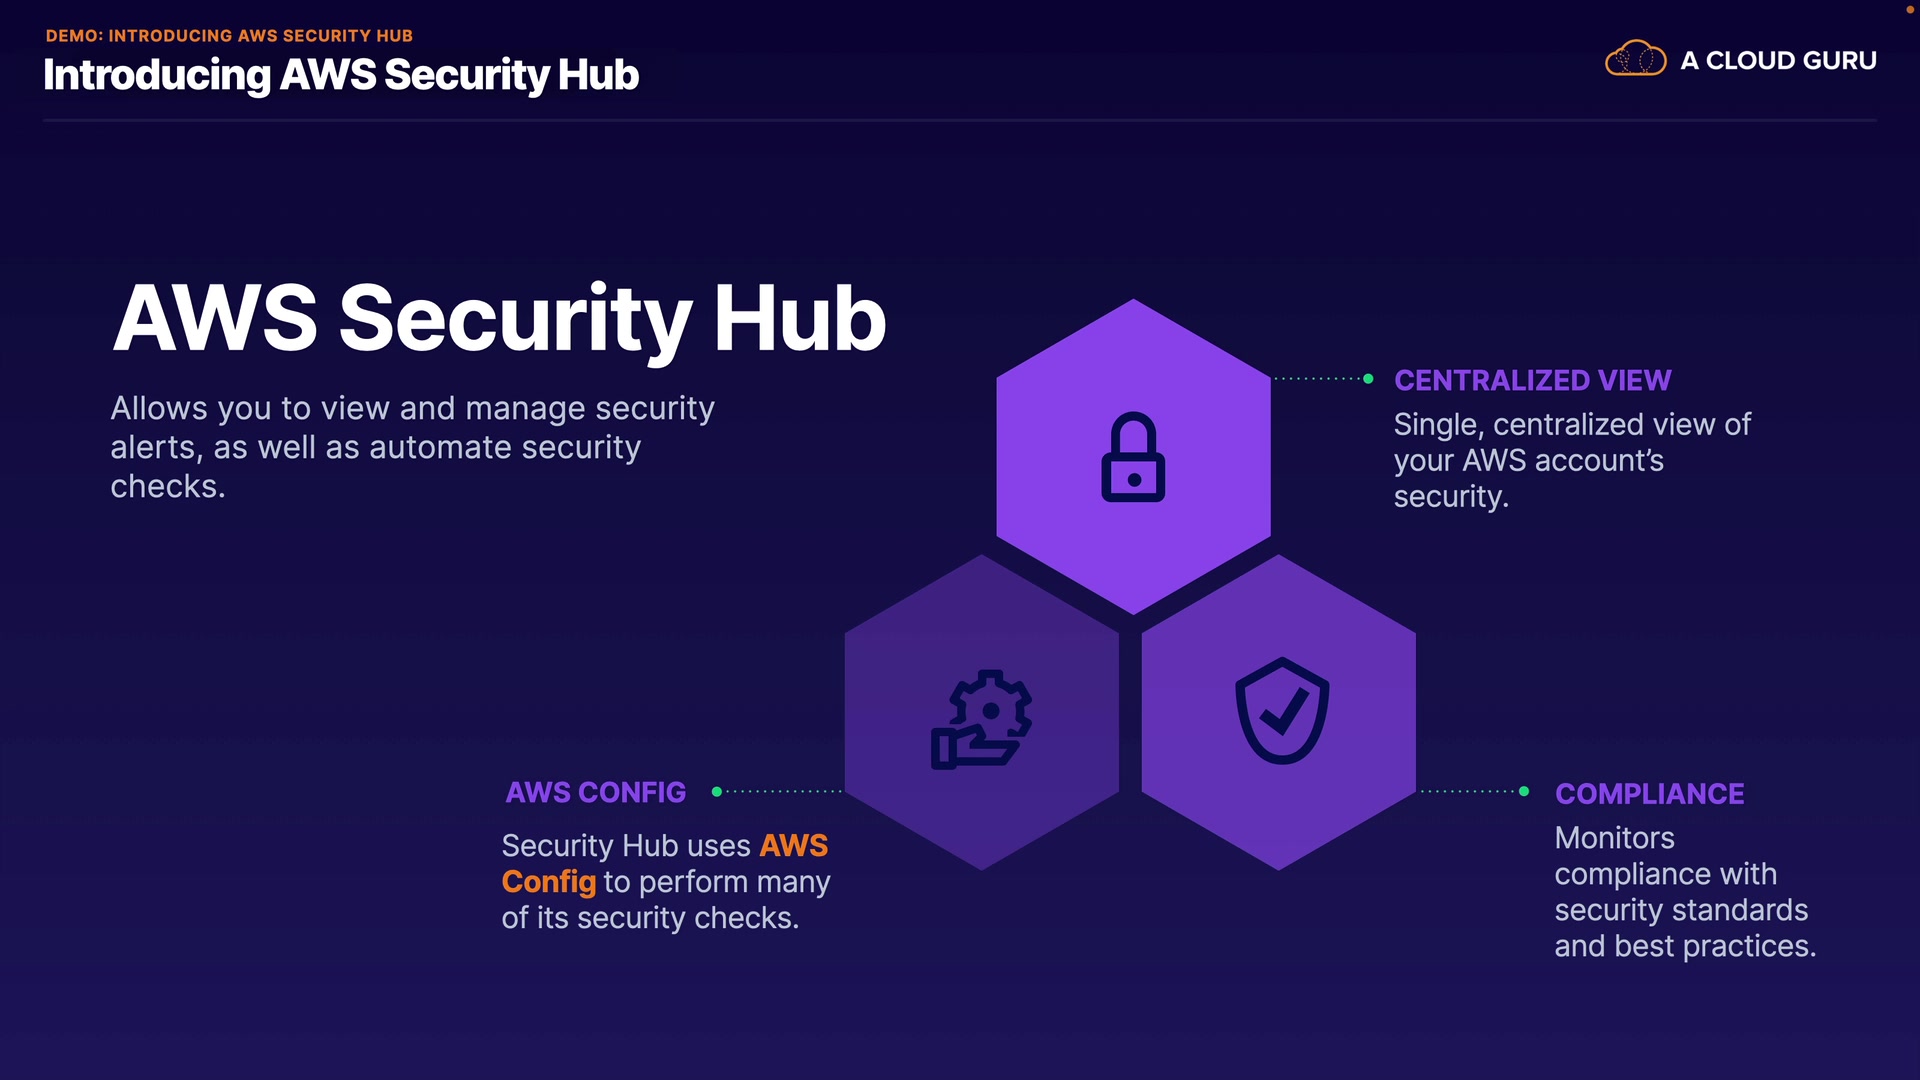 DEMO: INTRODUCING AWS SECURITY HUB
Introducing AWS Security Hub
A CLOUD GURU
AWS Security Hub
Allows you to view and manage security
alerts, as well as automate security
checks.
CENTRALIZED VIEW
Single, centralized view of
your AWS account’s
security.
AWS CONFIG
Security Hub uses AWS
Config to perform many
of its security checks.
COMPLIANCE
Monitors
compliance with
security standards
and best practices.